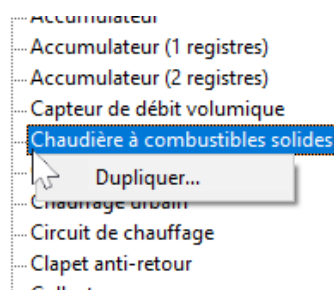 Accumulateur
Accumulateur (1 registres)
Accumulateur (2 registres)
Capteur de débit volumique
Chaudière à combustibles solides
Dupliquer...
Chauffage urbain
Circuit de chauffage
Clapet anti-retour